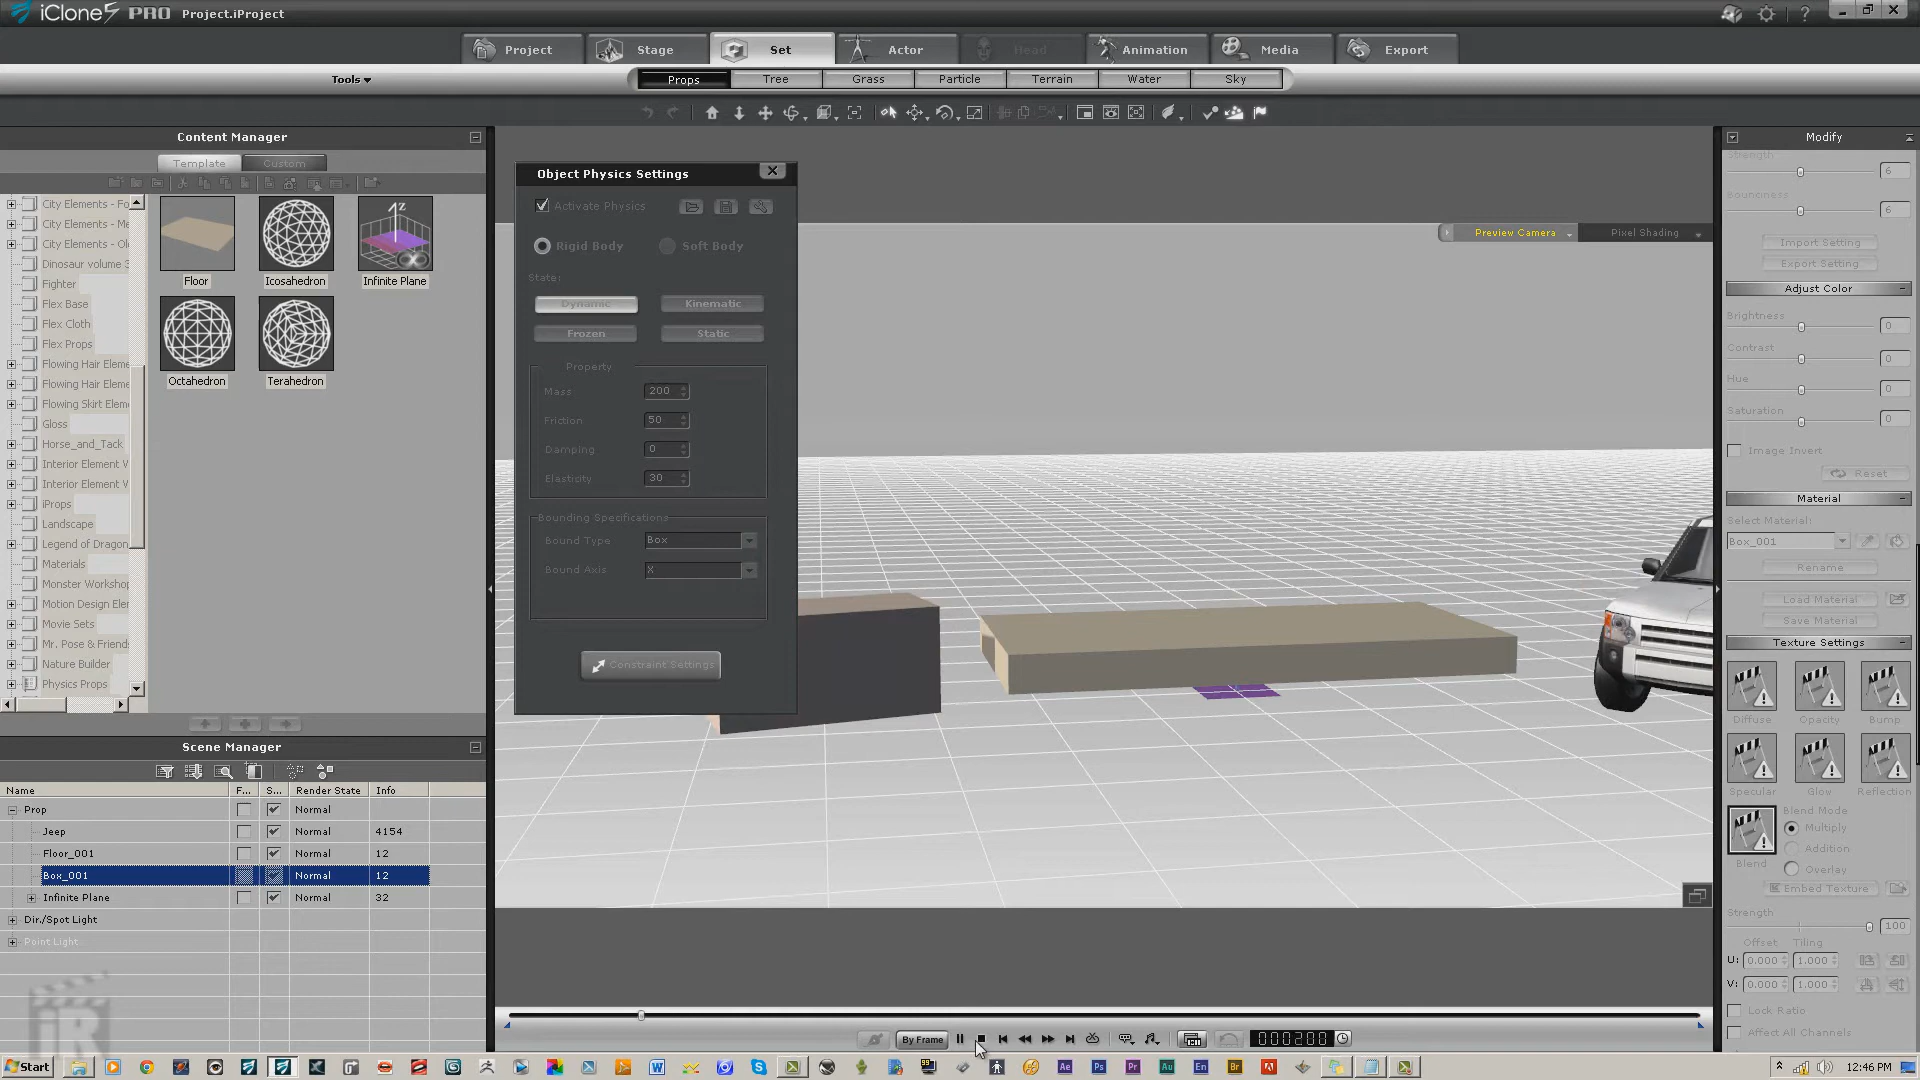 iClone5 PRO Project.iProject
Project Stage Set Actor Head Animation Media Export
Tools
Props Tree Grass Particle Terrain Water Sky
Content Manager
Template Custom
City Elements - Fo
City Elements - Me
City Elements - Ol
Dinosaur volume 3
Fighter
Flex Base
Flex Cloth
Flex Props
Flowing Hair Eleme
Flowing Hair Eleme
Flowing Skirt Elem
Gloss
Horse_and_Tack
Interior Element V
Interior Element V
iProps
Landscape
Legend of Dragon
Materials
Monster Workshop
Motion Design Eler
Movie Sets
Mr. Pose & Friends
Nature Builder
Physics Props
Floor Icosahedron Infinite Plane
Octahedron Terahedron
Object Physics Settings
Activate Physics
Rigid Body Soft Body
State:
Dynamic Kinematic
Frozen Static
Property
Mass 200
Friction 50
Damping 0
Elastisity 30
Bounding Specifications
Bound Type Box
Bound Axis X
Constraint Settings
Preview Camera Pixel Shading
Modify
Strength 6
Bounciness 6
Import Setting
Export Setting
Adjust Color
Brightness 0
Contrast 0
Hue 0
Saturation 0
Image Invert
Reset
Material
Select Material:
Box_001
Rename
Load Material
Save Material
Texture Settings
Diffuse Opacity Bump
Specular Glow Reflection
Blend Mode
Multiply
Addition
Overlay
Blend
Embed Texture
Strength 100
Offset Tiling
U: 0.000 1.000
V: 0.000 1.000
Lock Ratio
Affect All Channels
Scene Manager
Name F... S... Render State Info
Prop Normal
Jeep Normal 4154
Floor_001 Normal 12
Box_001 Normal 12
Infinite Plane Normal 32
Dir./Spot Light
Point Light
iR
By Frame 000200
Start 12:46 PM